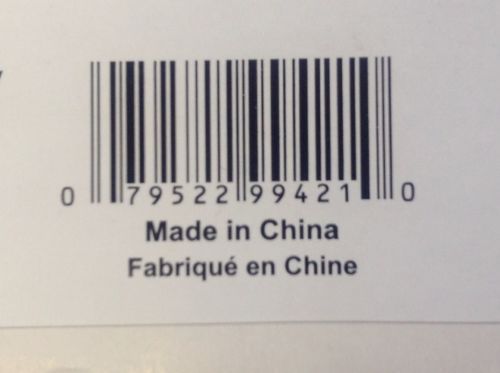 0 79522 99421 0
Made in China
Fabriqué en Chine